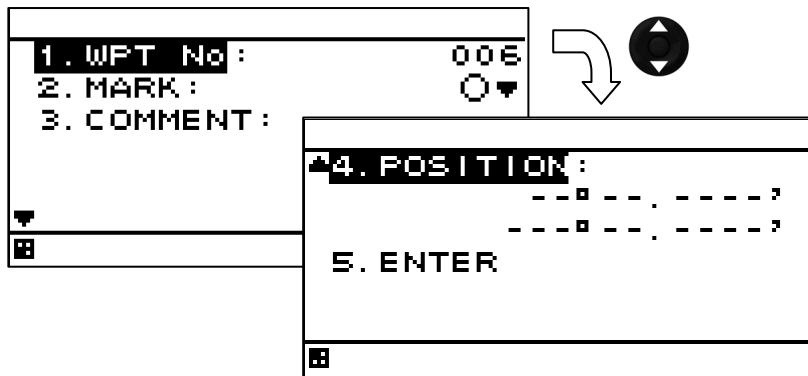 1.WPT No: 006
2.MARK: ○▼
3.COMMENT:
4.POSITION:
--°--.----'
---°--.----'
5.ENTER